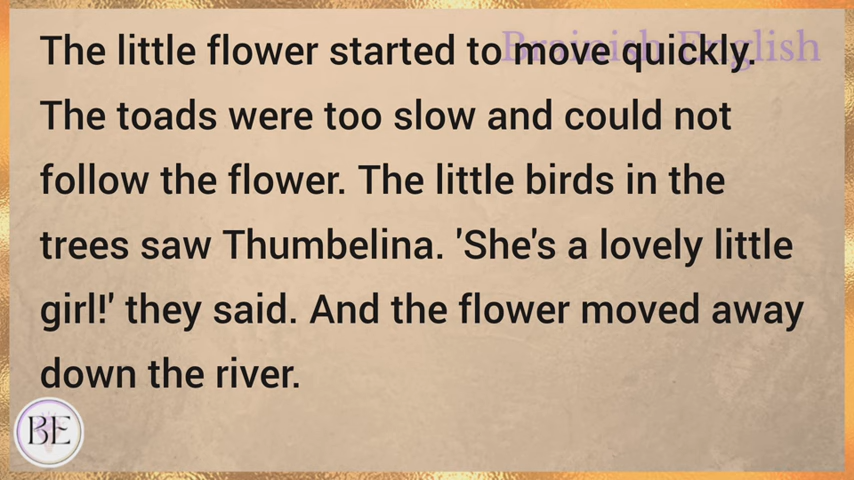 Brainish English
The little flower started to move quickly.
The toads were too slow and could not
follow the flower. The little birds in the
trees saw Thumbelina. 'She's a lovely little
girl!' they said. And the flower moved away
down the river.
BE